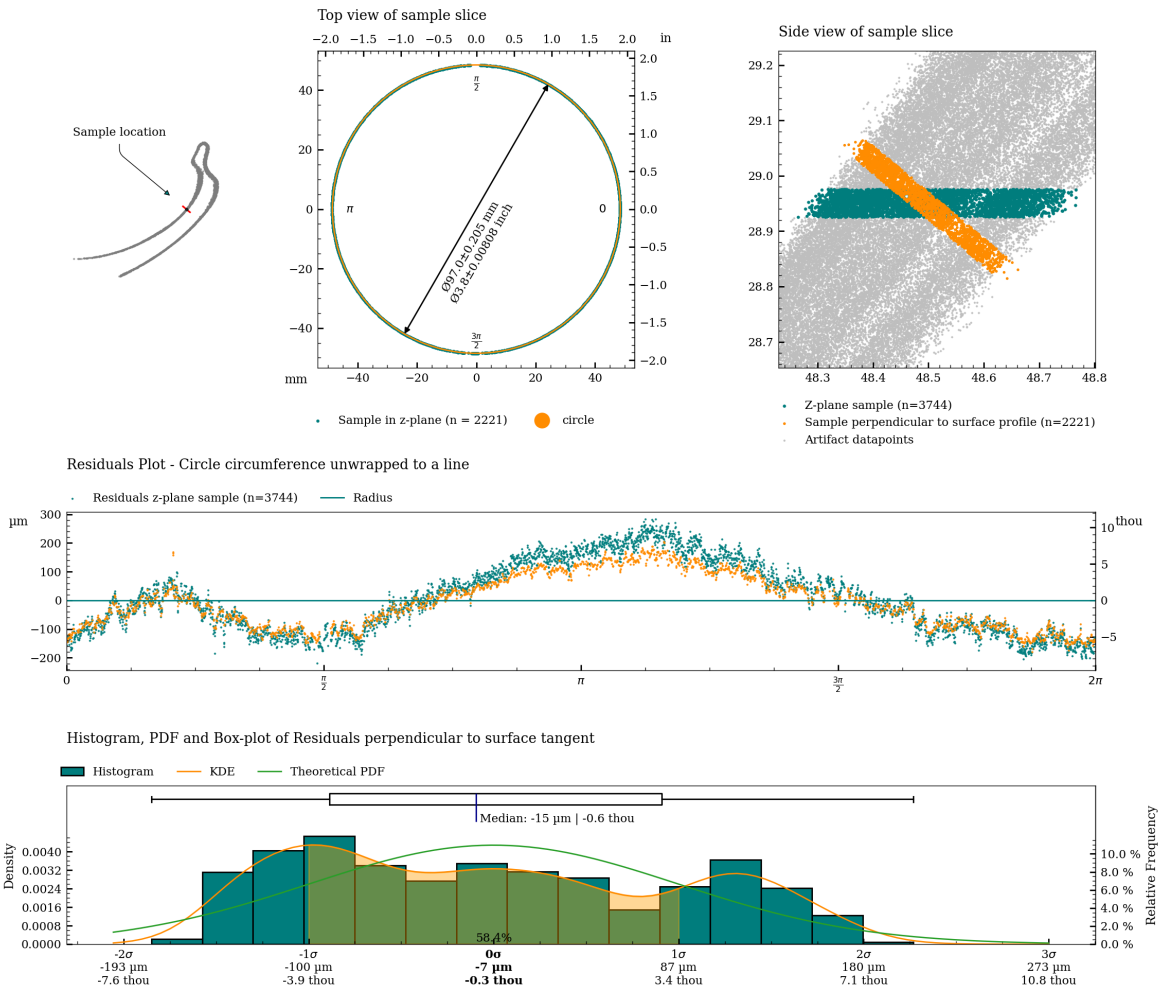 Top view of sample slice
−2.0 −1.5 −1.0 −0.5 0.0 0.5 1.0 1.5 2.0 in
Side view of sample slice
Sample location
40
20
0
−20
−40
mm
−40 −20 0 20 40
2.0
1.5
1.0
0.5
0.0
−0.5
−1.0
−1.5
−2.0
π/2
π
0
3π/2
Ø97.0±0.205 mm
Ø3.8±0.00808 inch
29.2
29.1
29.0
28.9
28.8
28.7
48.3 48.4 48.5 48.6 48.7 48.8
Sample in z-plane (n = 2221) circle
Z-plane sample (n=3744)
Sample perpendicular to surface profile (n=2221)
Artifact datapoints
Residuals Plot - Circle circumference unwrapped to a line
Residuals z-plane sample (n=3744) Radius
µm
300
200
100
0
−100
−200
10 thou
5
0
−5
0 π/2 π 3π/2 2π
Histogram, PDF and Box-plot of Residuals perpendicular to surface tangent
Histogram KDE Theoretical PDF
Median: -15 µm | -0.6 thou
Density
0.0040
0.0032
0.0024
0.0016
0.0008
0.0000
10.0 %
8.0 %
6.0 %
4.0 %
2.0 %
0.0 %
Relative Frequency
58.4%
-2σ -1σ 0σ 1σ 2σ 3σ
-193 µm -100 µm -7 µm 87 µm 180 µm 273 µm
-7.6 thou -3.9 thou -0.3 thou 3.4 thou 7.1 thou 10.8 thou